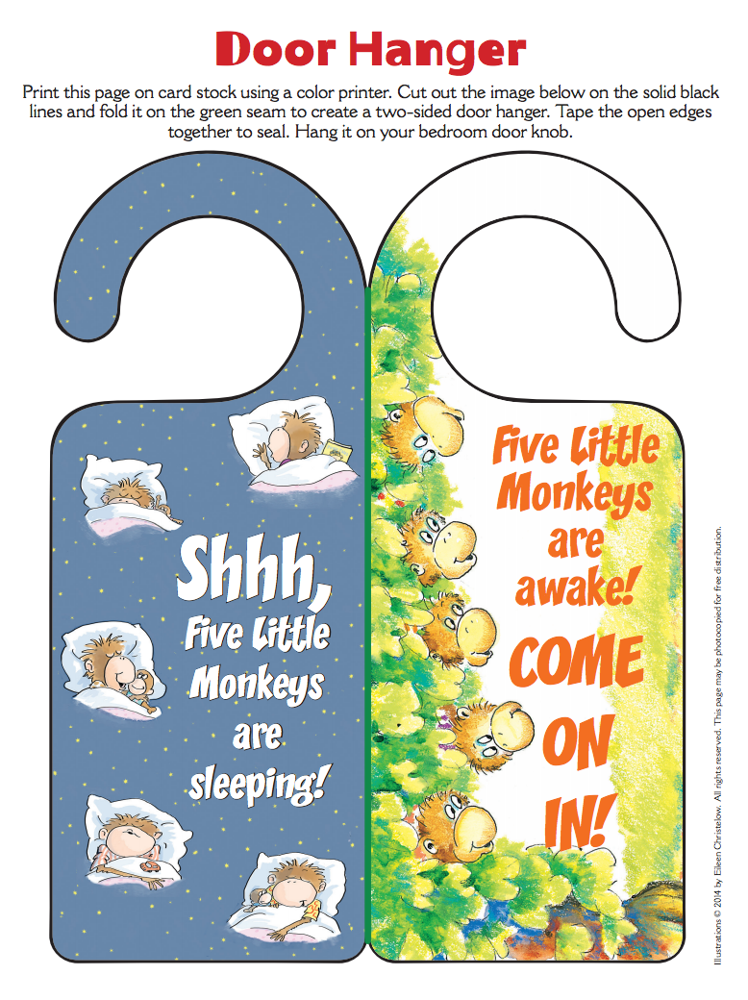 Door Hanger
Print this page on card stock using a color printer. Cut out the image below on the solid black
lines and fold it on the green seam to create a two-sided door hanger. Tape the open edges
together to seal. Hang it on your bedroom door knob.
Shhh,
Five Little
Monkeys
are
sleeping!
Five Little
Monkeys
are
awake!
COME
ON
IN!
Illustrations © 2014 by Eileen Christelow. All rights reserved. This page may be photocopied for free distribution.